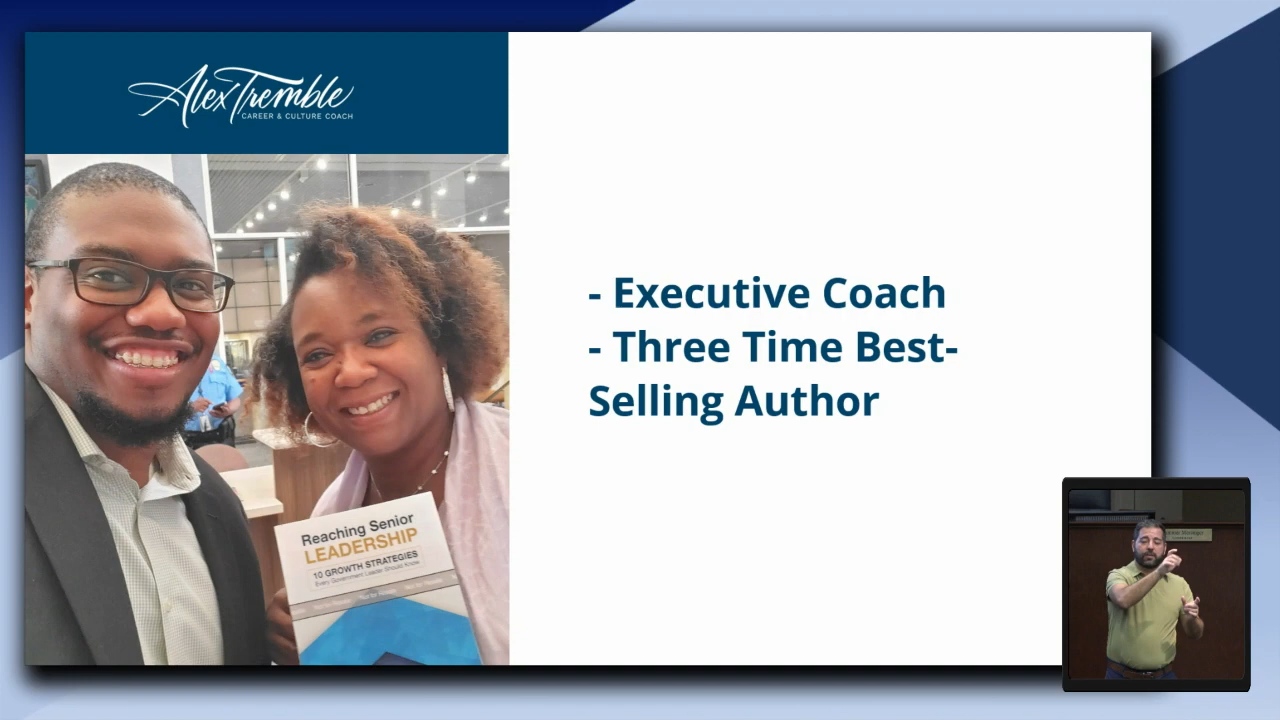 Alex Tremble
CAREER & CULTURE COACH
- Executive Coach
- Three Time Best-
Selling Author
Reaching Senior
LEADERSHIP
10 GROWTH STRATEGIES
Every Government Leader Should Know